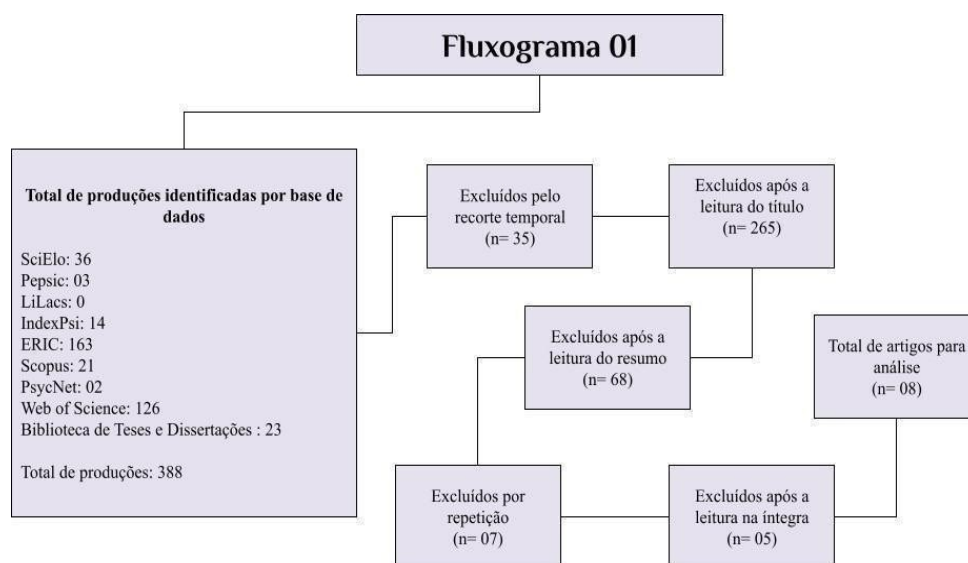 Fluxograma 01
Total de produções identificadas por base de
dados
SciElo: 36
Pepsic: 03
LiLacs: 0
IndexPsi: 14
ERIC: 163
Scopus: 21
PsycNet: 02
Web of Science: 126
Biblioteca de Teses e Dissertações : 23
Total de produções: 388
Excluídos pelo
recorte temporal
(n= 35)
Excluídos após a
leitura do título
(n= 265)
Excluídos após a
leitura do resumo
(n= 68)
Excluídos por
repetição
(n= 07)
Excluídos após a
leitura na íntegra
(n= 05)
Total de artigos para
análise
(n= 08)